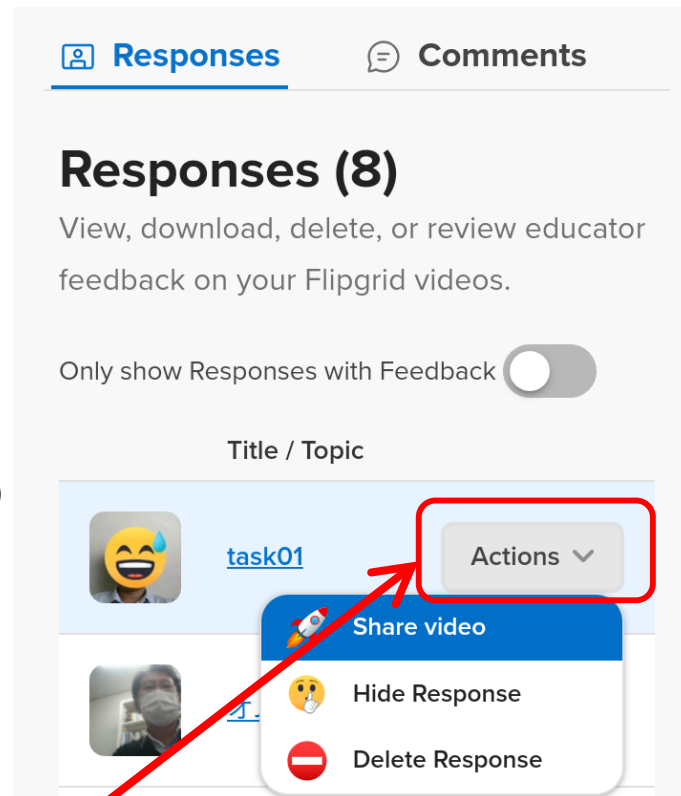 Responses
Comments
Responses (8)
View, download, delete, or review educator
feedback on your Flipgrid videos.
Only show Responses with Feedback
Title / Topic
task01
Actions
Share video
Hide Response
Delete Response